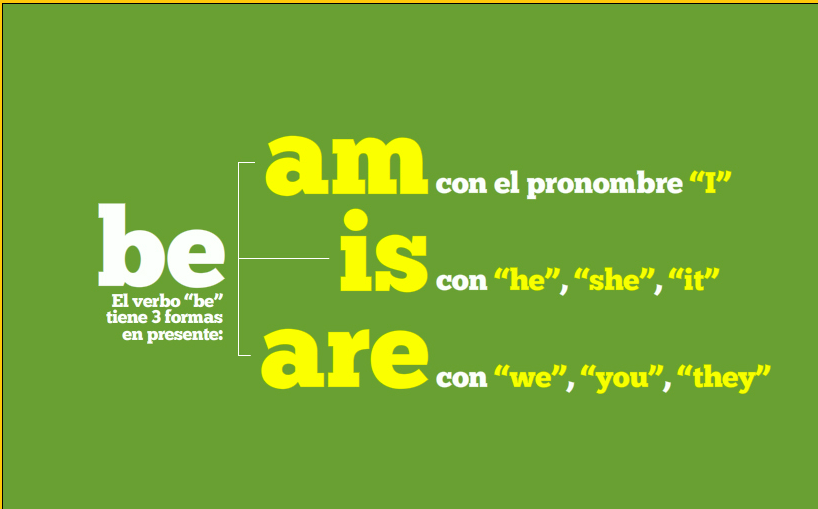 be
El verbo “be”
tiene 3 formas
en presente:
am con el pronombre “I”
is con “he”, “she”, “it”
are con “we”, “you”, “they”